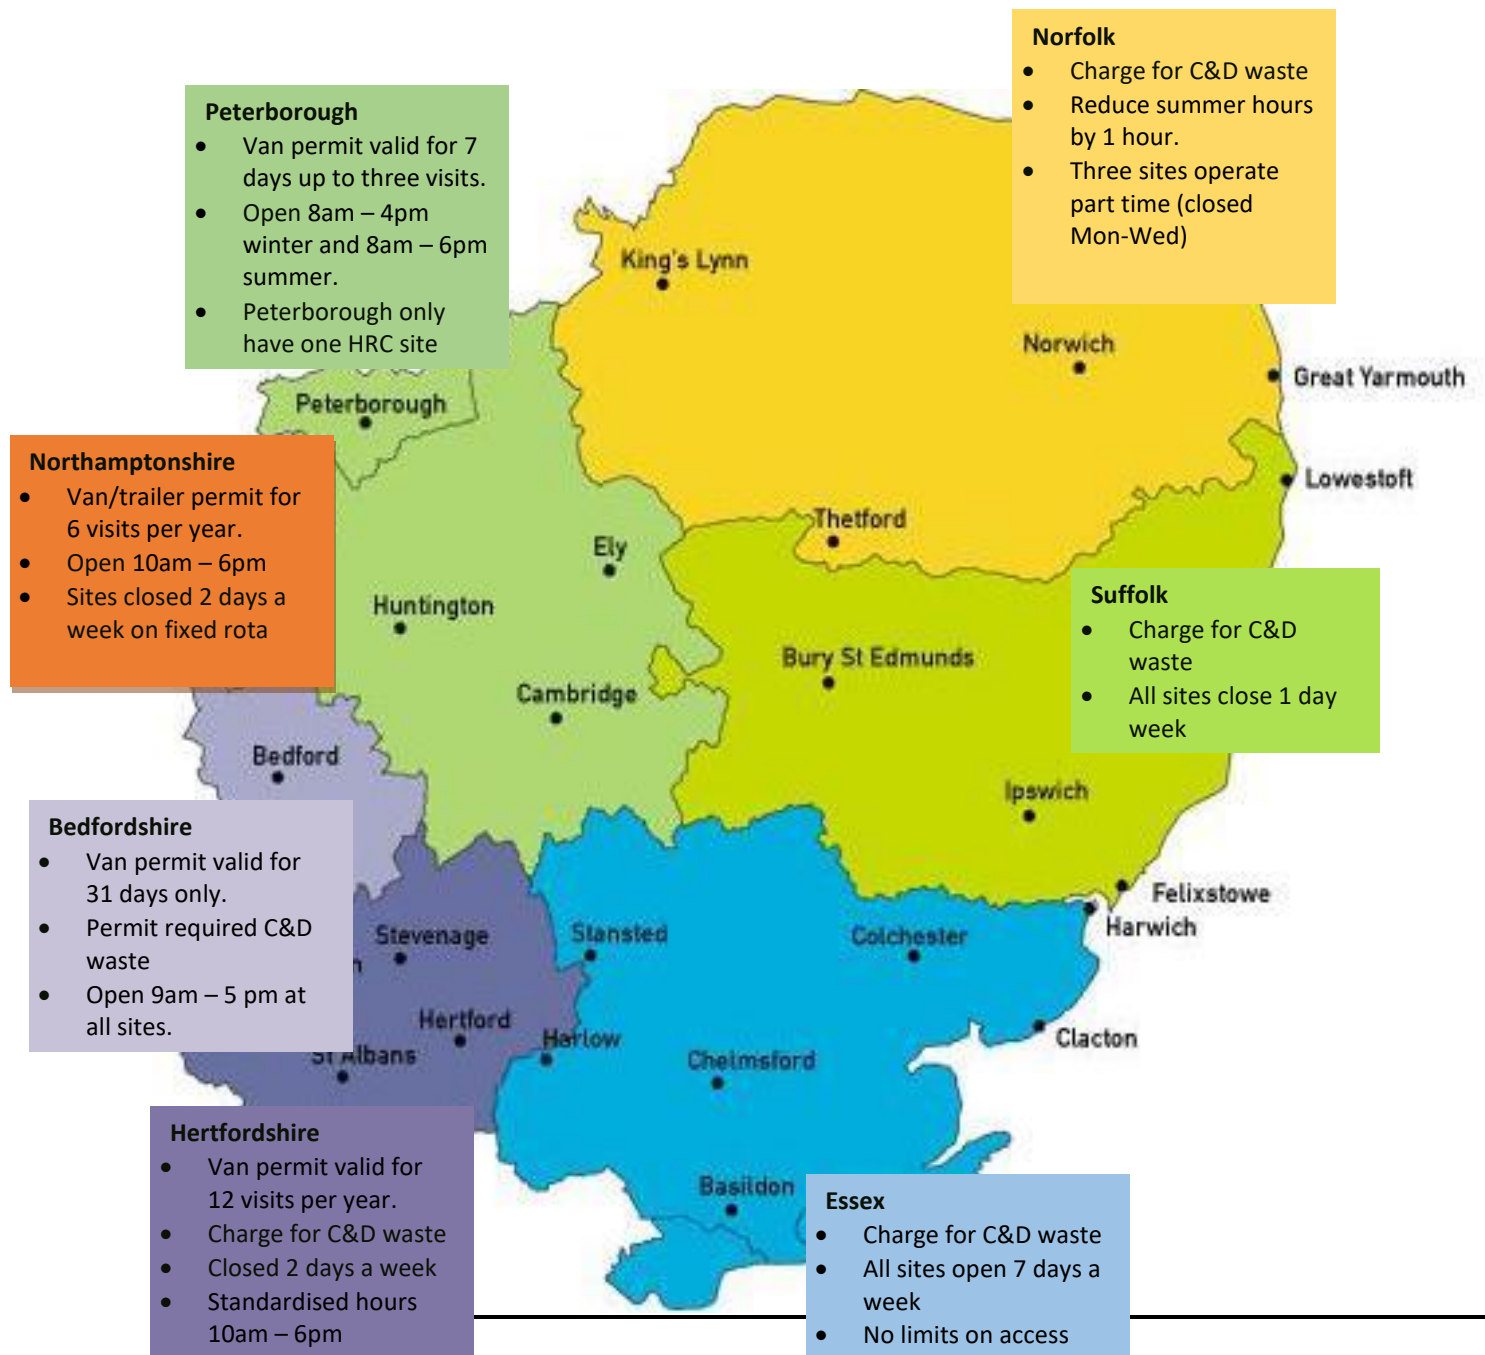 Norfolk
• Charge for C&D waste
• Reduce summer hours
by 1 hour.
• Three sites operate
part time (closed
Mon-Wed)
Peterborough
• Van permit valid for 7
days up to three visits.
• Open 8am – 4pm
winter and 8am – 6pm
summer.
• Peterborough only
have one HRC site
King's Lynn
Norwich
Great Yarmouth
Peterborough
Lowestoft
Northamptonshire
• Van/trailer permit for
6 visits per year.
• Open 10am – 6pm
• Sites closed 2 days a
week on fixed rota
Thetford
Ely
Huntington
Suffolk
• Charge for C&D
waste
• All sites close 1 day
week
Bury St Edmunds
Cambridge
Bedford
Ipswich
Bedfordshire
• Van permit valid for
31 days only.
• Permit required C&D
waste
• Open 9am – 5 pm at
all sites.
Felixstowe
Harwich
Stevenage
Stansted
Colchester
n
Hertford
Harlow
Clacton
St Albans
Chelmsford
Hertfordshire
• Van permit valid for
12 visits per year.
• Charge for C&D waste
• Closed 2 days a week
• Standardised hours
10am – 6pm
Basildon
Essex
• Charge for C&D waste
• All sites open 7 days a
week
• No limits on access